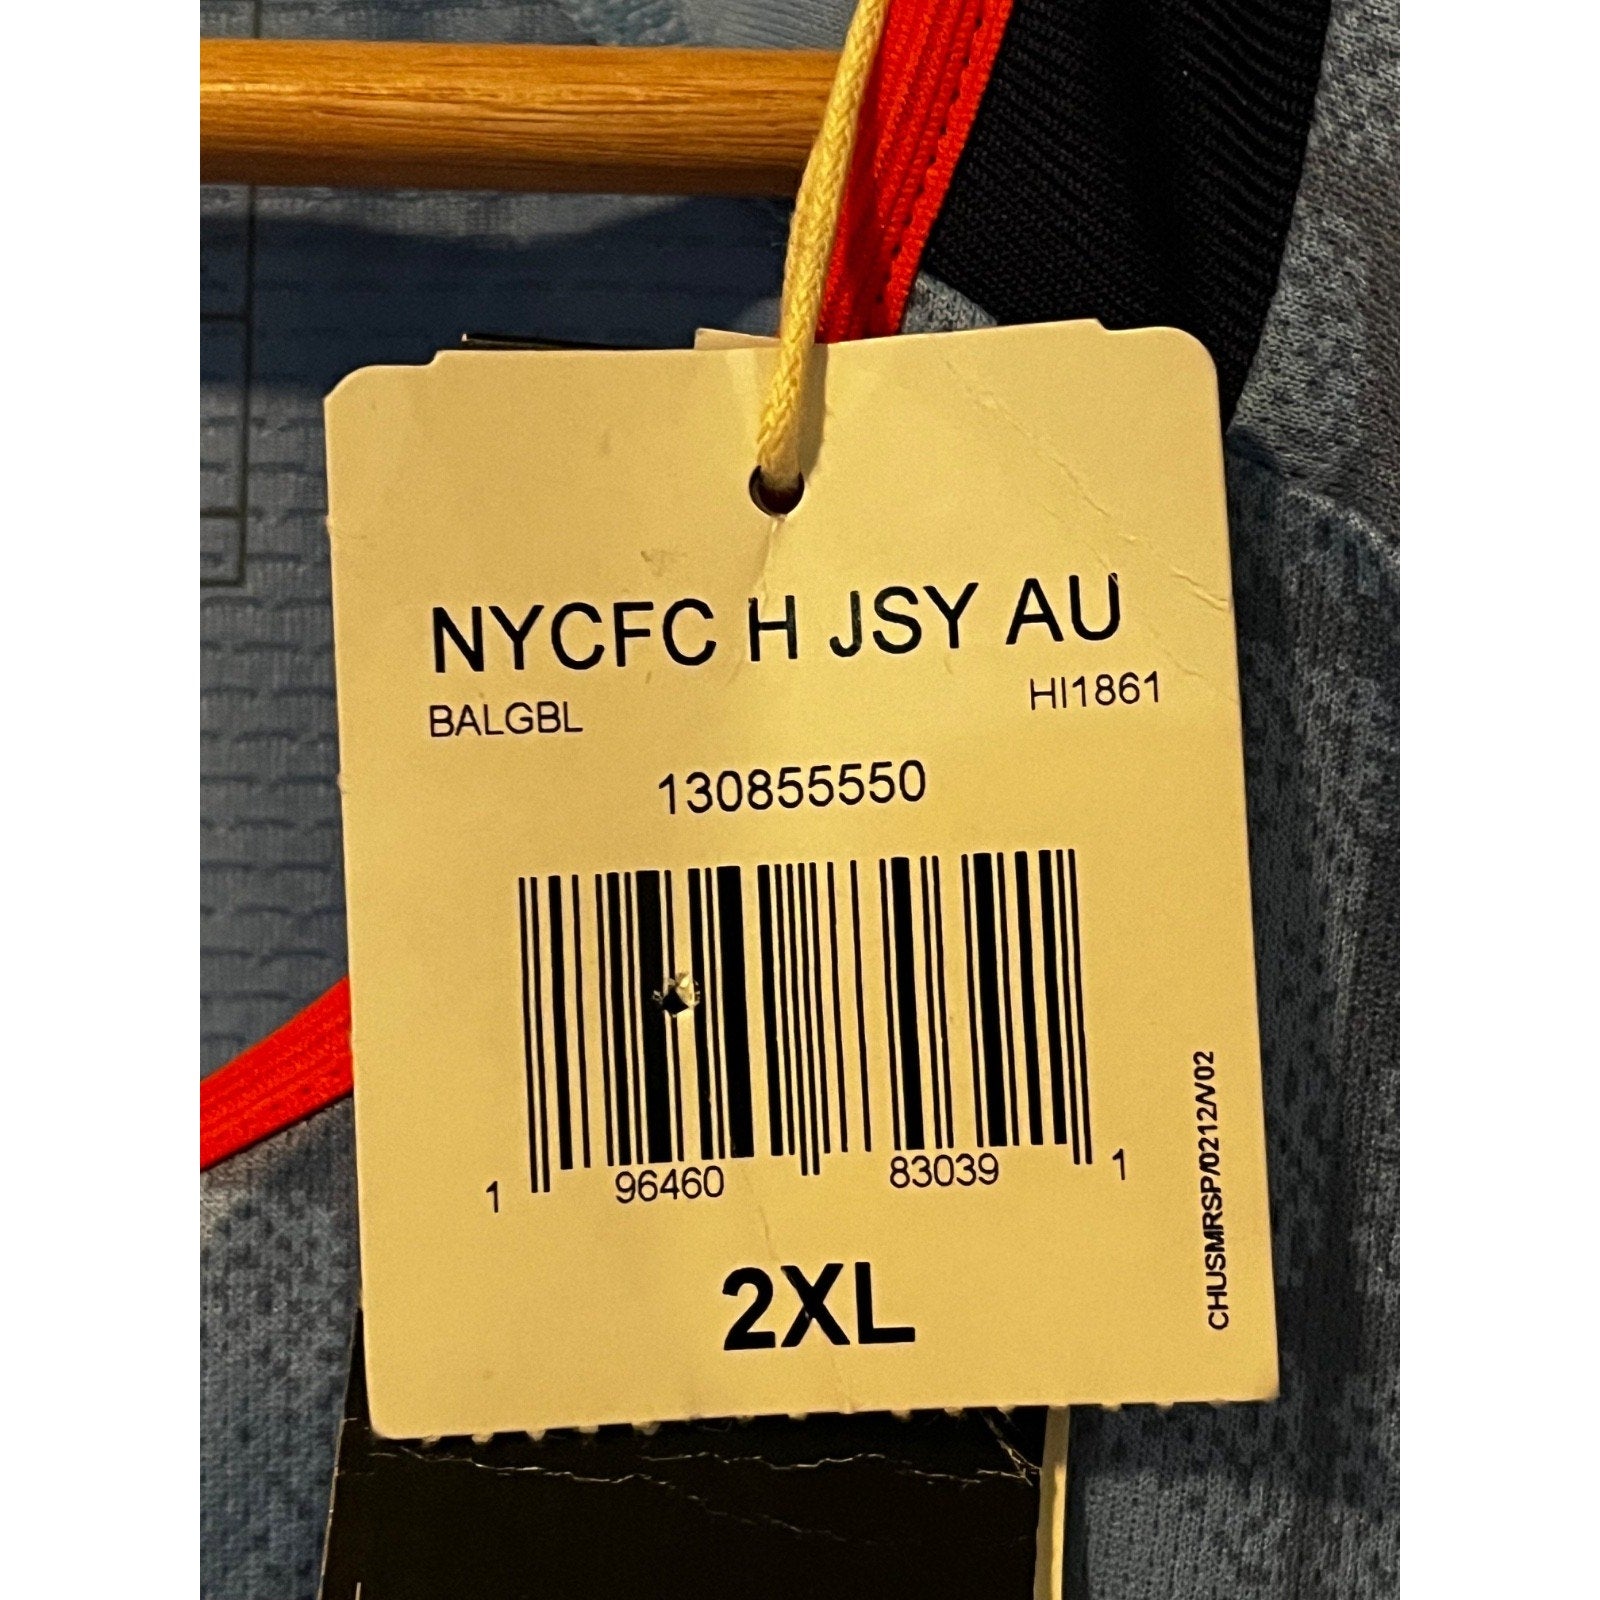 NYCFC H JSY AU
BALGBL HI1861
130855550
1 96460 83039 1
2XL
CHUSMRSP/0212/V02